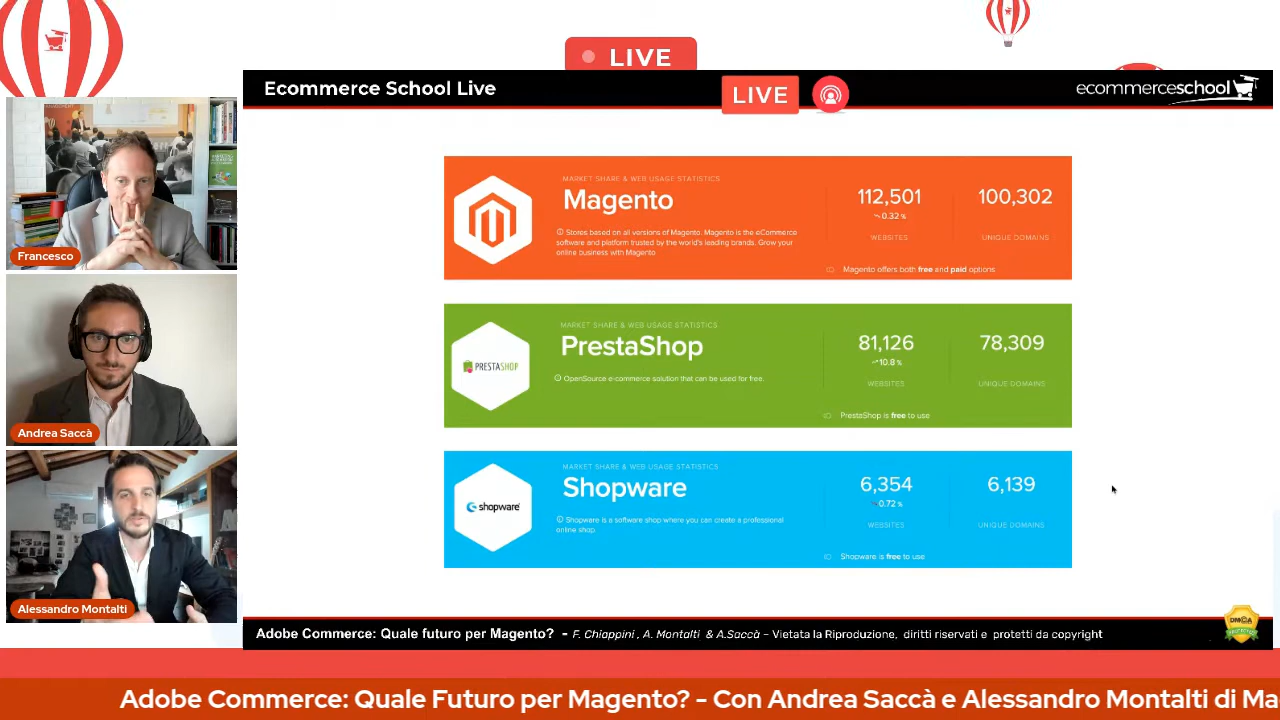 LIVE
Ecommerce School Live
LIVE
ecommerceschool
Francesco
Andrea Saccà
Alessandro Montalti
MARKET SHARE & WEB USAGE STATISTICS
Magento
Stores based on all versions of Magento. Magento is the eCommerce
software and platform trusted by the world's leading brands. Grow your
online business with Magento
112,501
0.32 %
WEBSITES
100,302
UNIQUE DOMAINS
Magento offers both free and paid options
PRESTASHOP
MARKET SHARE & WEB USAGE STATISTICS
PrestaShop
OpenSource e-commerce solution that can be used for free.
81,126
10.8 %
WEBSITES
78,309
UNIQUE DOMAINS
PrestaShop is free to use
shopware
MARKET SHARE & WEB USAGE STATISTICS
Shopware
Shopware is a software shop where you can create a professional
online shop.
6,354
0.72 %
WEBSITES
6,139
UNIQUE DOMAINS
Shopware is free to use
Adobe Commerce: Quale futuro per Magento? - F. Chiappini , A. Montalti & A.Saccà – Vietata la Riproduzione, diritti riservati e protetti da copyright
DMCA
Adobe Commerce: Quale Futuro per Magento? - Con Andrea Saccà e Alessandro Montalti di Ma